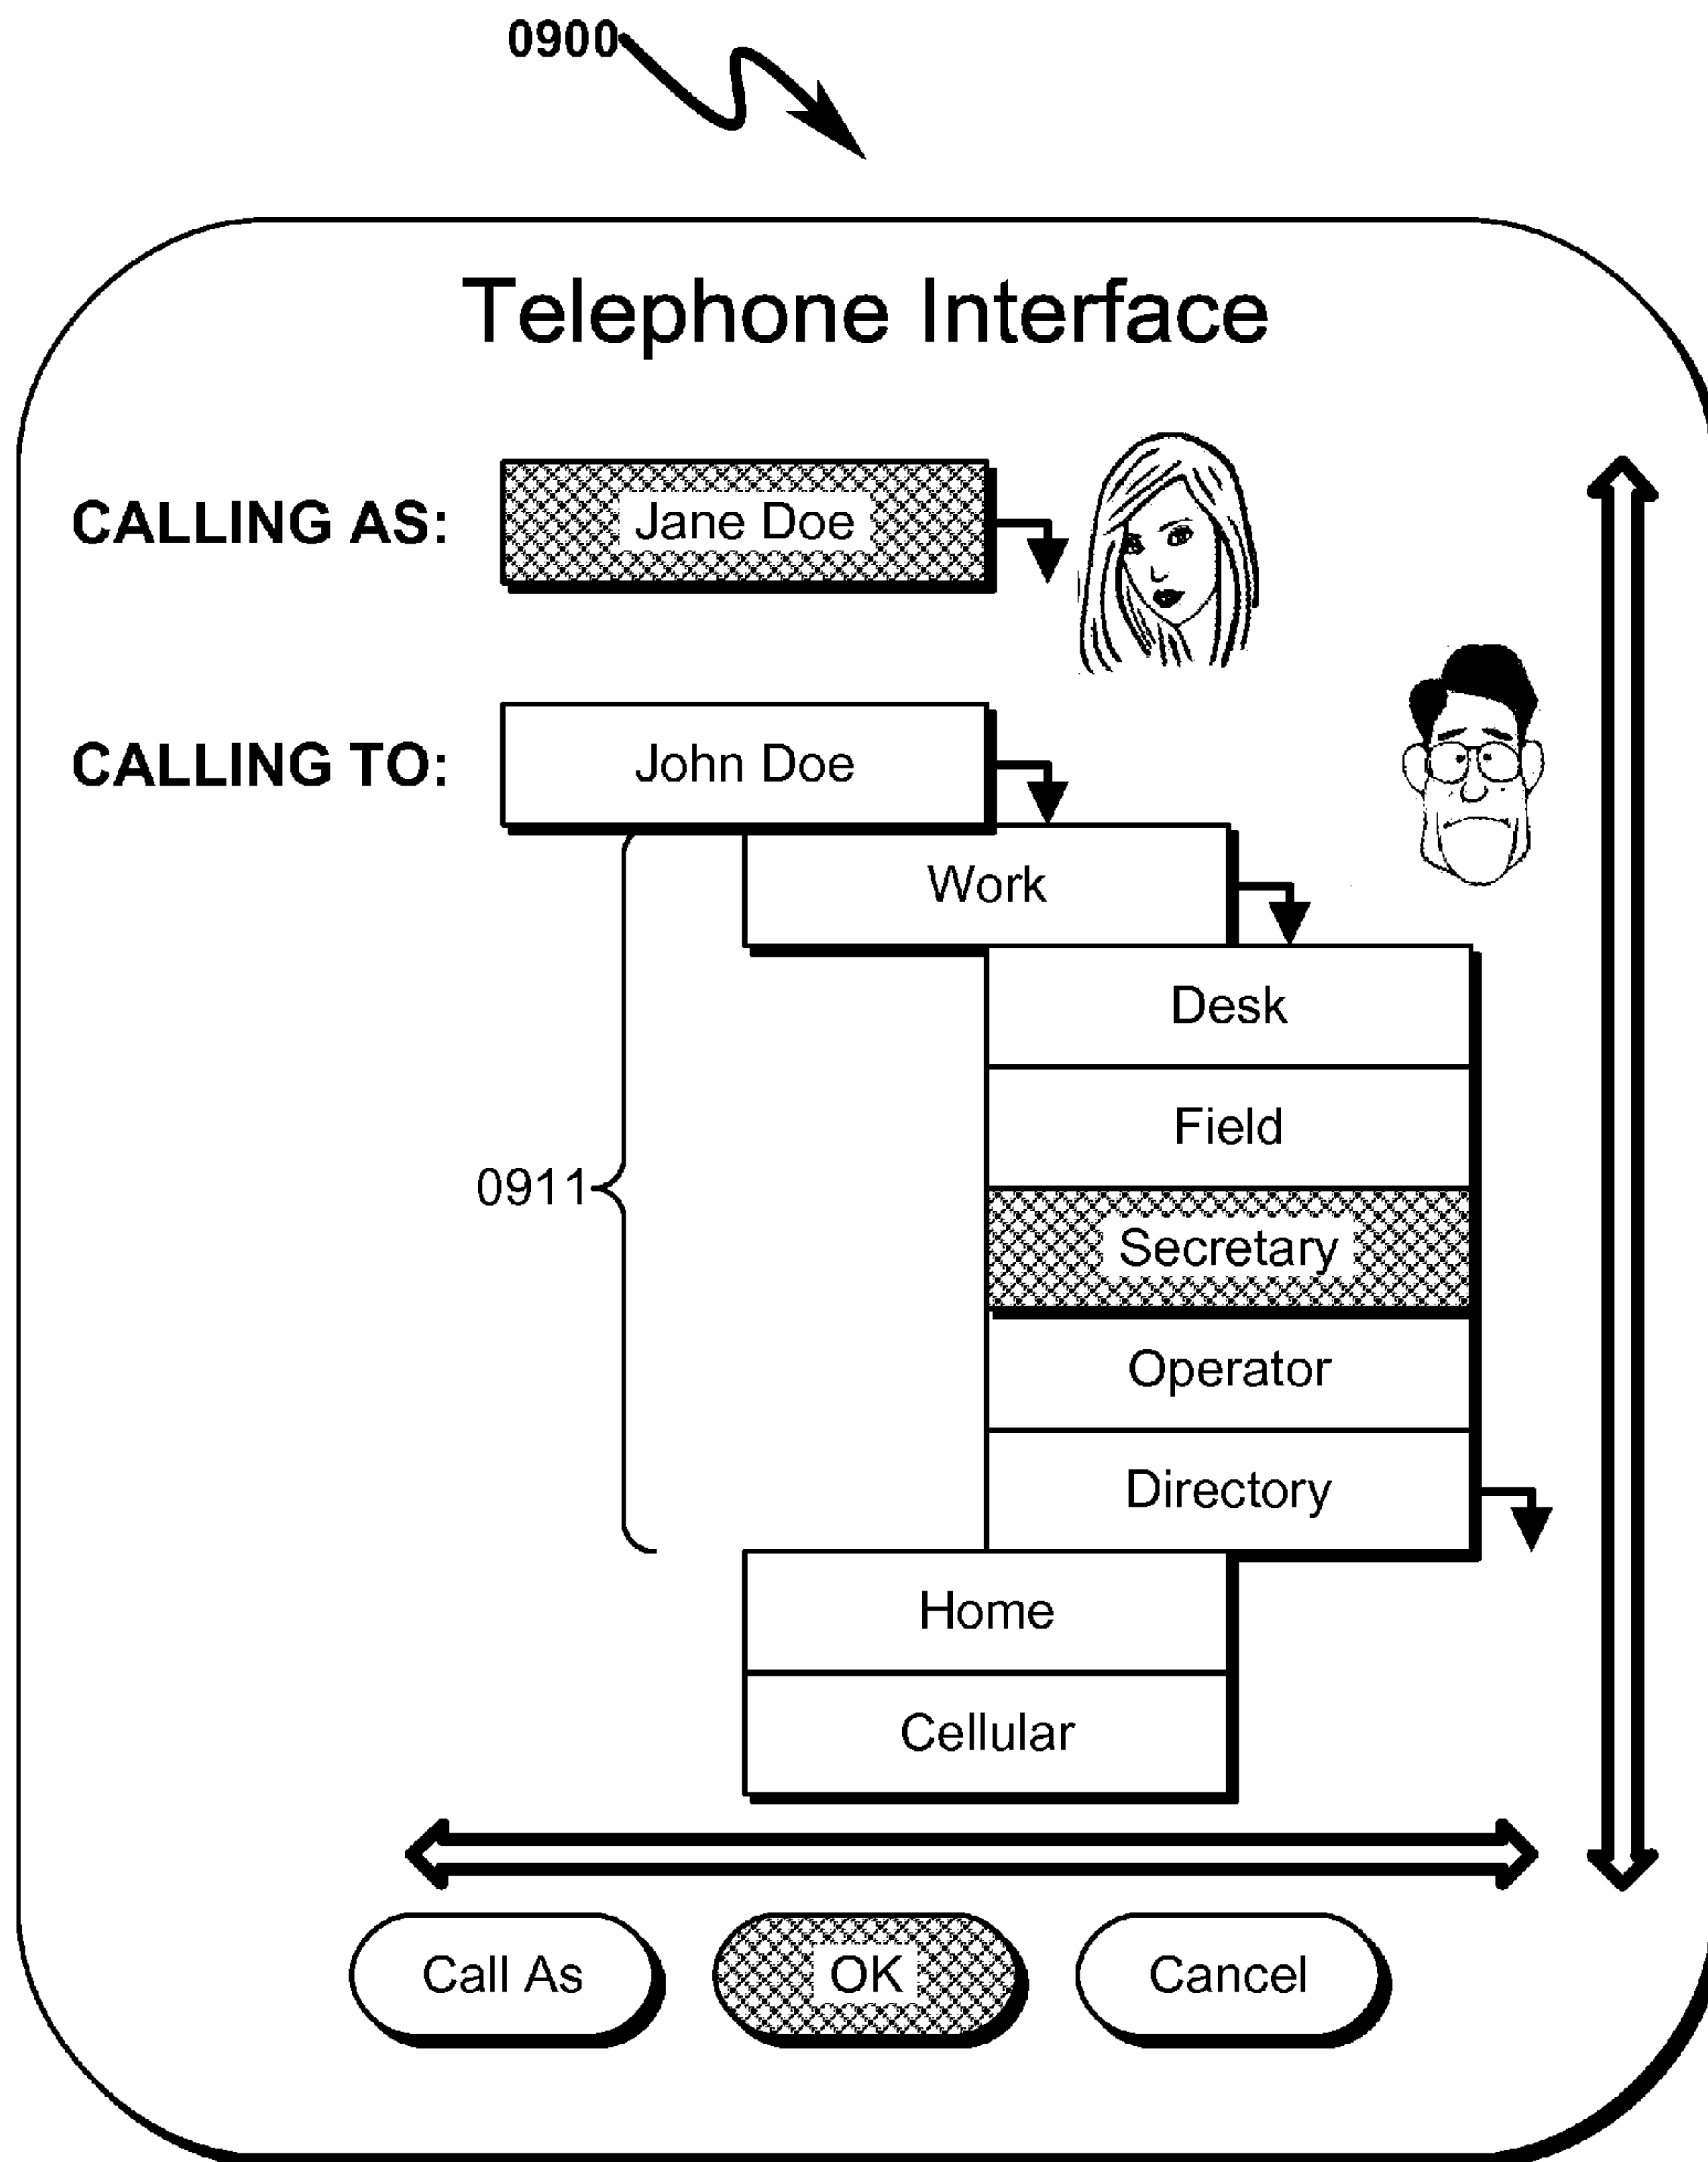 0900
Telephone Interface
CALLING AS: Jane Doe
CALLING TO: John Doe
Work
Desk
Field
0911
Secretary
Operator
Directory
Home
Cellular
Call As OK Cancel